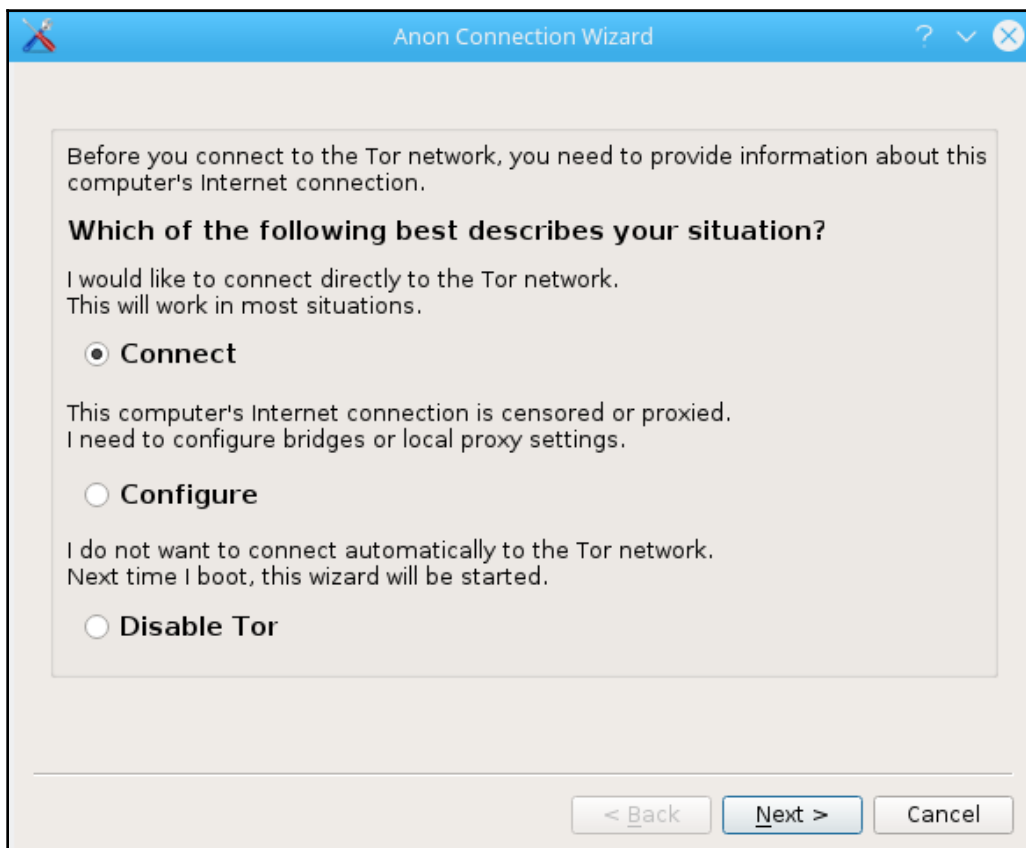 Anon Connection Wizard
Before you connect to the Tor network, you need to provide information about this
computer's Internet connection.
Which of the following best describes your situation?
I would like to connect directly to the Tor network.
This will work in most situations.
Connect
This computer's Internet connection is censored or proxied.
I need to configure bridges or local proxy settings.
Configure
I do not want to connect automatically to the Tor network.
Next time I boot, this wizard will be started.
Disable Tor
< Back Next > Cancel